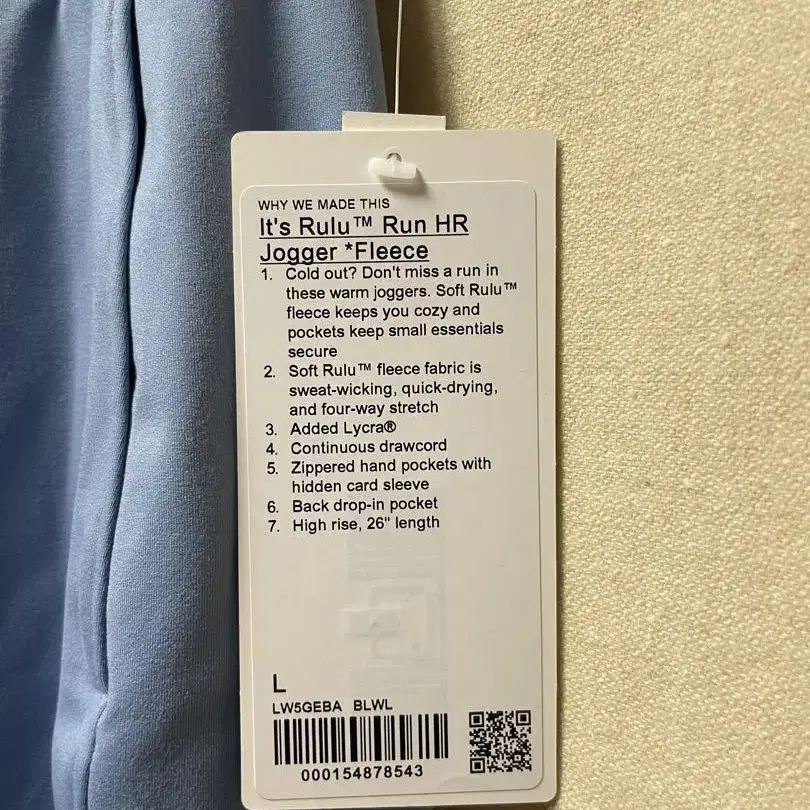 WHY WE MADE THIS
It's Rulu™ Run HR
Jogger *Fleece
1. Cold out? Don't miss a run in
these warm joggers. Soft Rulu™
fleece keeps you cozy and
pockets keep small essentials
secure
2. Soft Rulu™ fleece fabric is
sweat-wicking, quick-drying,
and four-way stretch
3. Added Lycra®
4. Continuous drawcord
5. Zippered hand pockets with
hidden card sleeve
6. Back drop-in pocket
7. High rise, 26" length
L
LW5GEBA BLWL
000154878543